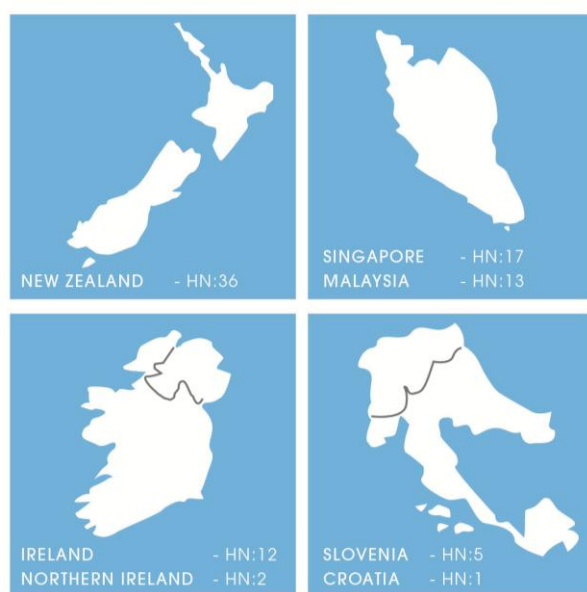 NEW ZEALAND - HN:36
SINGAPORE - HN:17
MALAYSIA - HN:13
IRELAND - HN:12
NORTHERN IRELAND - HN:2
SLOVENIA - HN:5
CROATIA - HN:1